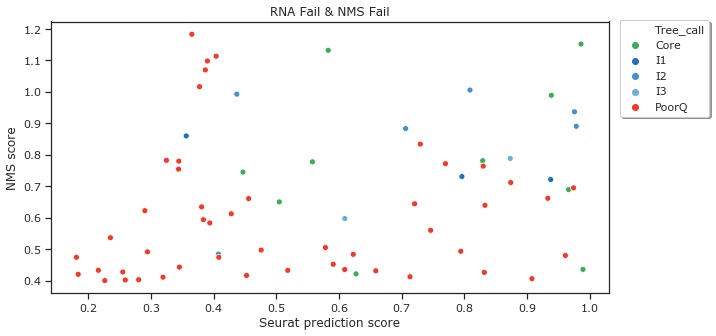 RNA Fail & NMS Fail
Tree_call
Core
I1
I2
I3
PoorQ
NMS score
1.2
1.1
1.0
0.9
0.8
0.7
0.6
0.5
0.4
0.2 0.3 0.4 0.5 0.6 0.7 0.8 0.9 1.0
Seurat prediction score